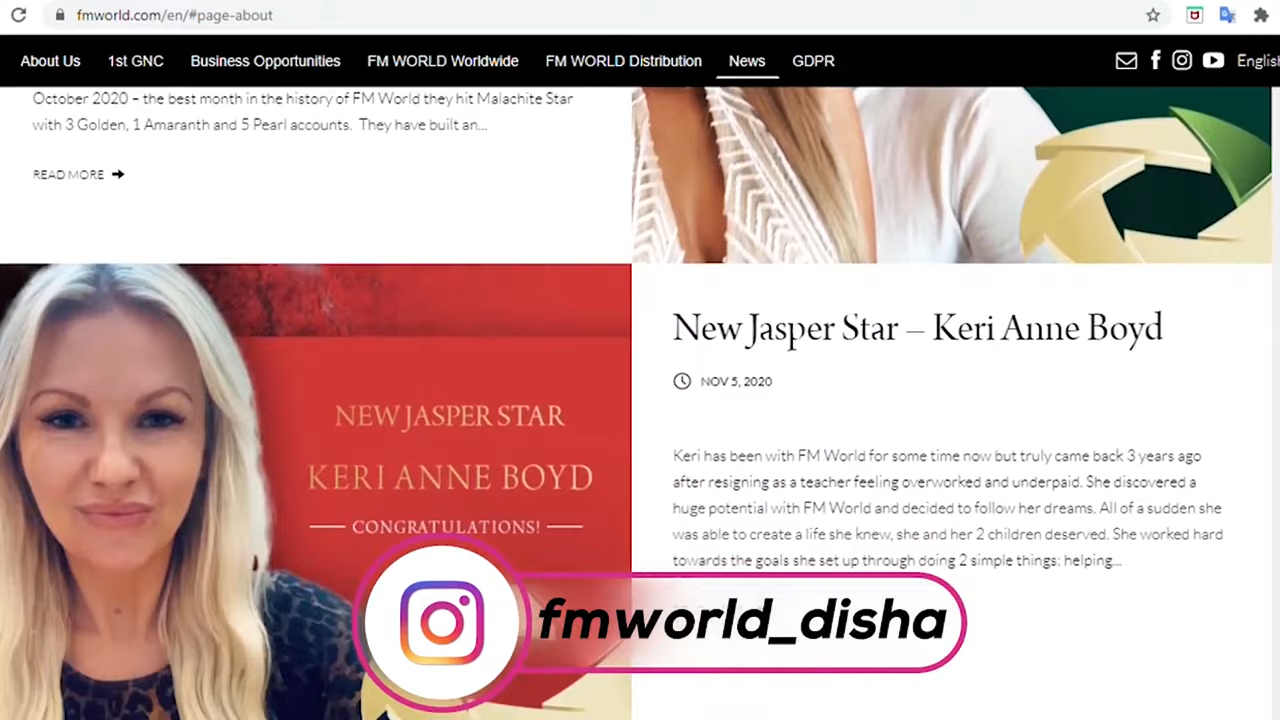 fmworld.com/en/#page-about
About Us 1st GNC Business Opportunities FM WORLD Worldwide FM WORLD Distribution News GDPR English
October 2020 – the best month in the history of FM World they hit Malachite Star
with 3 Golden, 1 Amaranth and 5 Pearl accounts. They have built an...
READ MORE
NEW JASPER STAR
KERI ANNE BOYD
CONGRATULATIONS!
New Jasper Star – Keri Anne Boyd
NOV 5, 2020
Keri has been with FM World for some time now but truly came back 3 years ago
after resigning as a teacher feeling overworked and underpaid. She discovered a
huge potential with FM World and decided to follow her dreams. All of a sudden she
was able to create a life she knew, she and her 2 children deserved. She worked hard
towards the goals she set up through doing 2 simple things: helping...
fmworld_disha